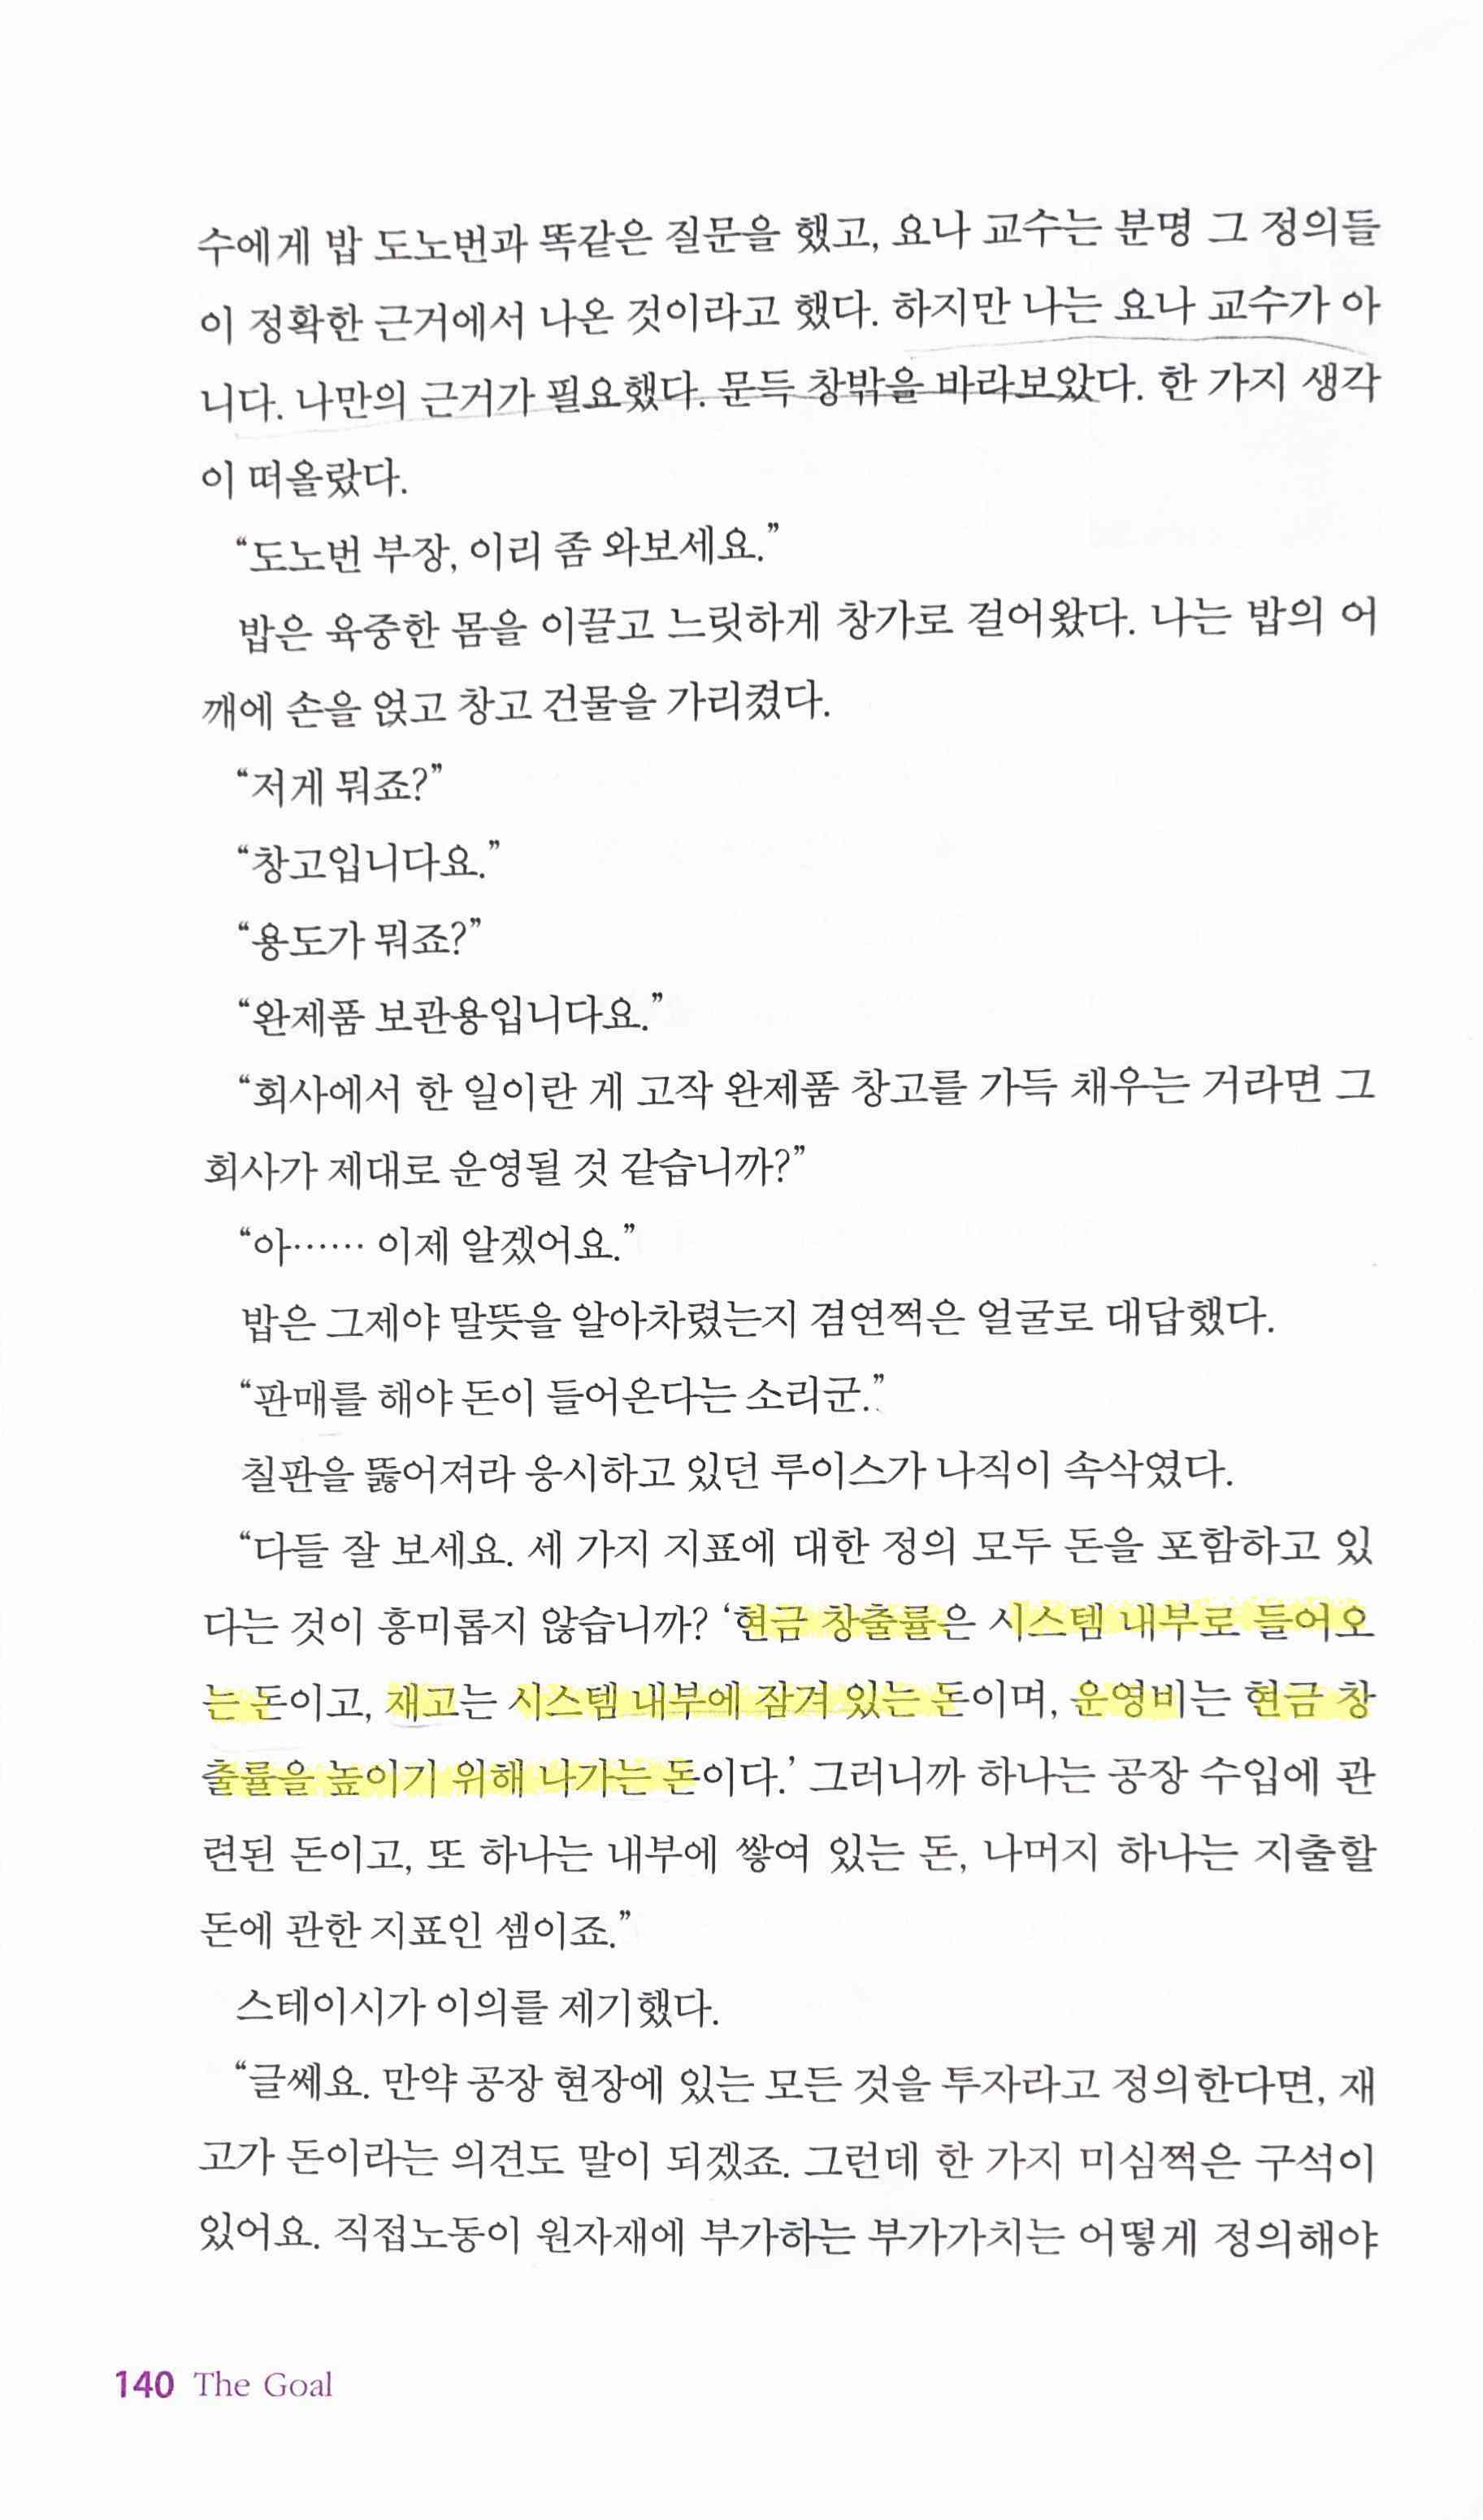 수에게 밥 도노번과 똑같은 질문을 했고, 요나 교수는 분명 그 정의들
이 정확한 근거에서 나온 것이라고 했다. 하지만 나는 요나 교수가 아
니다. 나만의 근거가 필요했다. 문득 창밖을 바라보았다. 한 가지 생각
이 떠올랐다.
“도노번 부장, 이리 좀 와보세요.”
밥은 육중한 몸을 이끌고 느릿하게 창가로 걸어왔다. 나는 밥의 어
깨에 손을 얹고 창고 건물을 가리켰다.
“저게 뭐죠?”
“창고입니다요.”
“용도가 뭐죠?”
“완제품 보관용입니다요.”
“회사에서 한 일이란 게 고작 완제품 창고를 가득 채우는 거라면 그
회사가 제대로 운영될 것 같습니까?”
“아…… 이제 알겠어요.”
밥은 그제야 말뜻을 알아차렸는지 겸연쩍은 얼굴로 대답했다.
“판매를 해야 돈이 들어온다는 소리군.”
칠판을 뚫어져라 응시하고 있던 루이스가 나직이 속삭였다.
“다들 잘 보세요. 세 가지 지표에 대한 정의 모두 돈을 포함하고 있
다는 것이 흥미롭지 않습니까? ‘현금 창출률은 시스템 내부로 들어오
는 돈이고, 재고는 시스템 내부에 잠겨 있는 돈이며, 운영비는 현금 창
출률을 높이기 위해 나가는 돈이다.’ 그러니까 하나는 공장 수입에 관
련된 돈이고, 또 하나는 내부에 쌓여 있는 돈, 나머지 하나는 지출할
돈에 관한 지표인 셈이죠.”
스테이시가 이의를 제기했다.
“글쎄요. 만약 공장 현장에 있는 모든 것을 투자라고 정의한다면, 재
고가 돈이라는 의견도 말이 되겠죠. 그런데 한 가지 미심쩍은 구석이
있어요. 직접노동이 원자재에 부가하는 부가가치는 어떻게 정의해야
140 The Goal